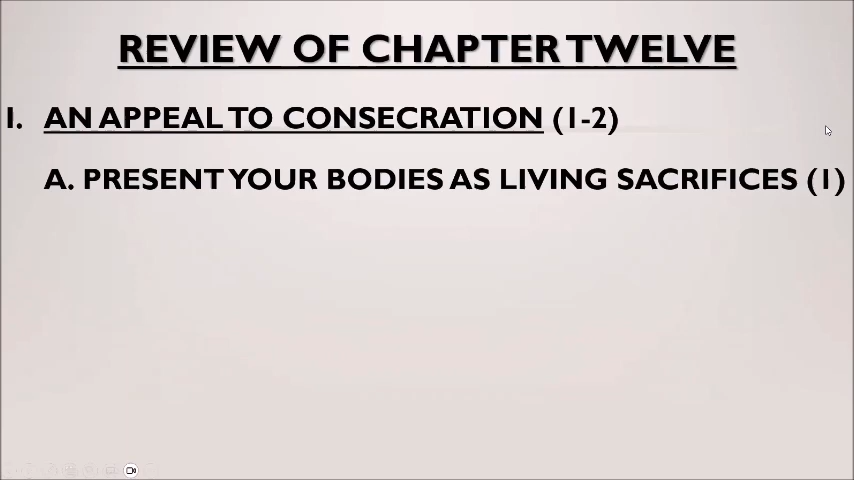 REVIEW OF CHAPTER TWELVE
I. AN APPEAL TO CONSECRATION (1-2)
A. PRESENT YOUR BODIES AS LIVING SACRIFICES (1)